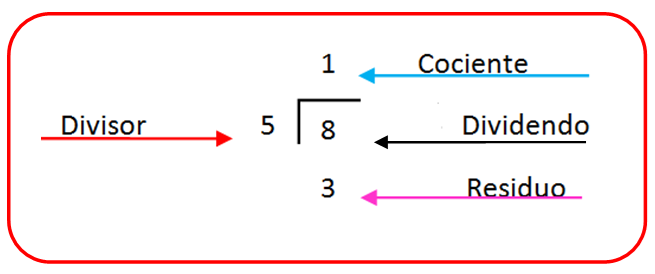 1 Cociente
Divisor 5 8 Dividendo
3 Residuo